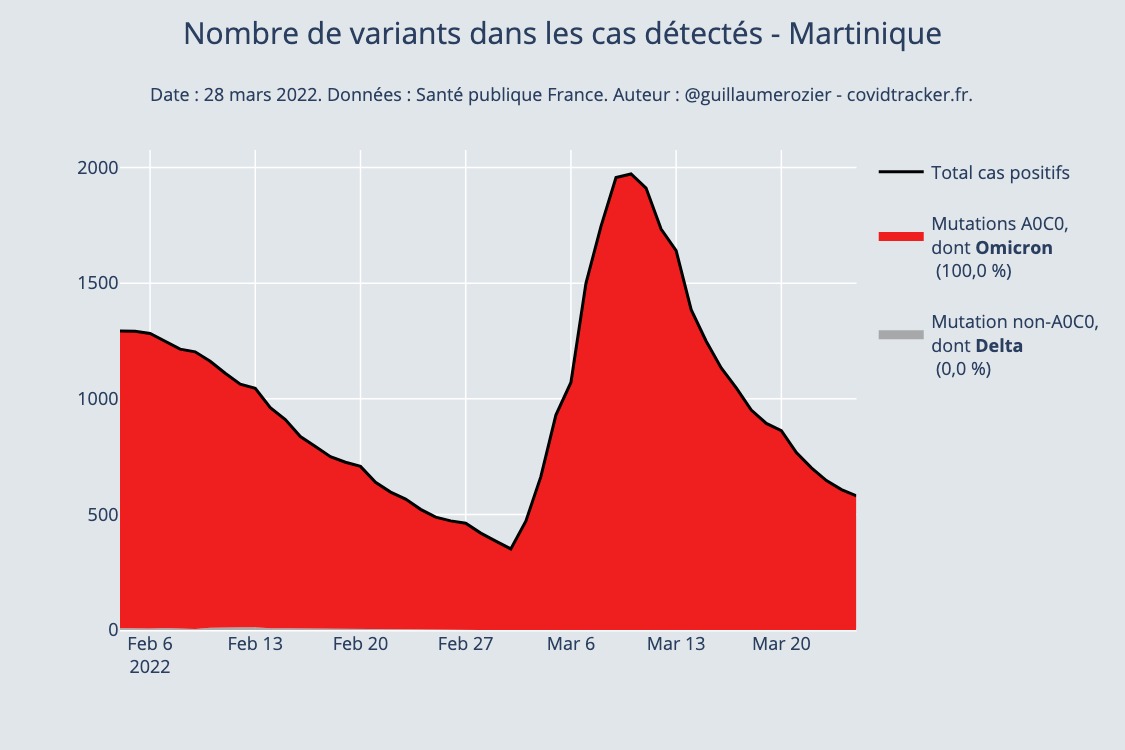 Nombre de variants dans les cas détectés - Martinique
Date : 28 mars 2022. Données : Santé publique France. Auteur : @guillaumerozier - covidtracker.fr.
2000
1500
1000
500
0
Feb 6
2022
Feb 13
Feb 20
Feb 27
Mar 6
Mar 13
Mar 20
Total cas positifs
Mutations A0C0,
dont Omicron
(100,0 %)
Mutation non-A0C0,
dont Delta
(0,0 %)